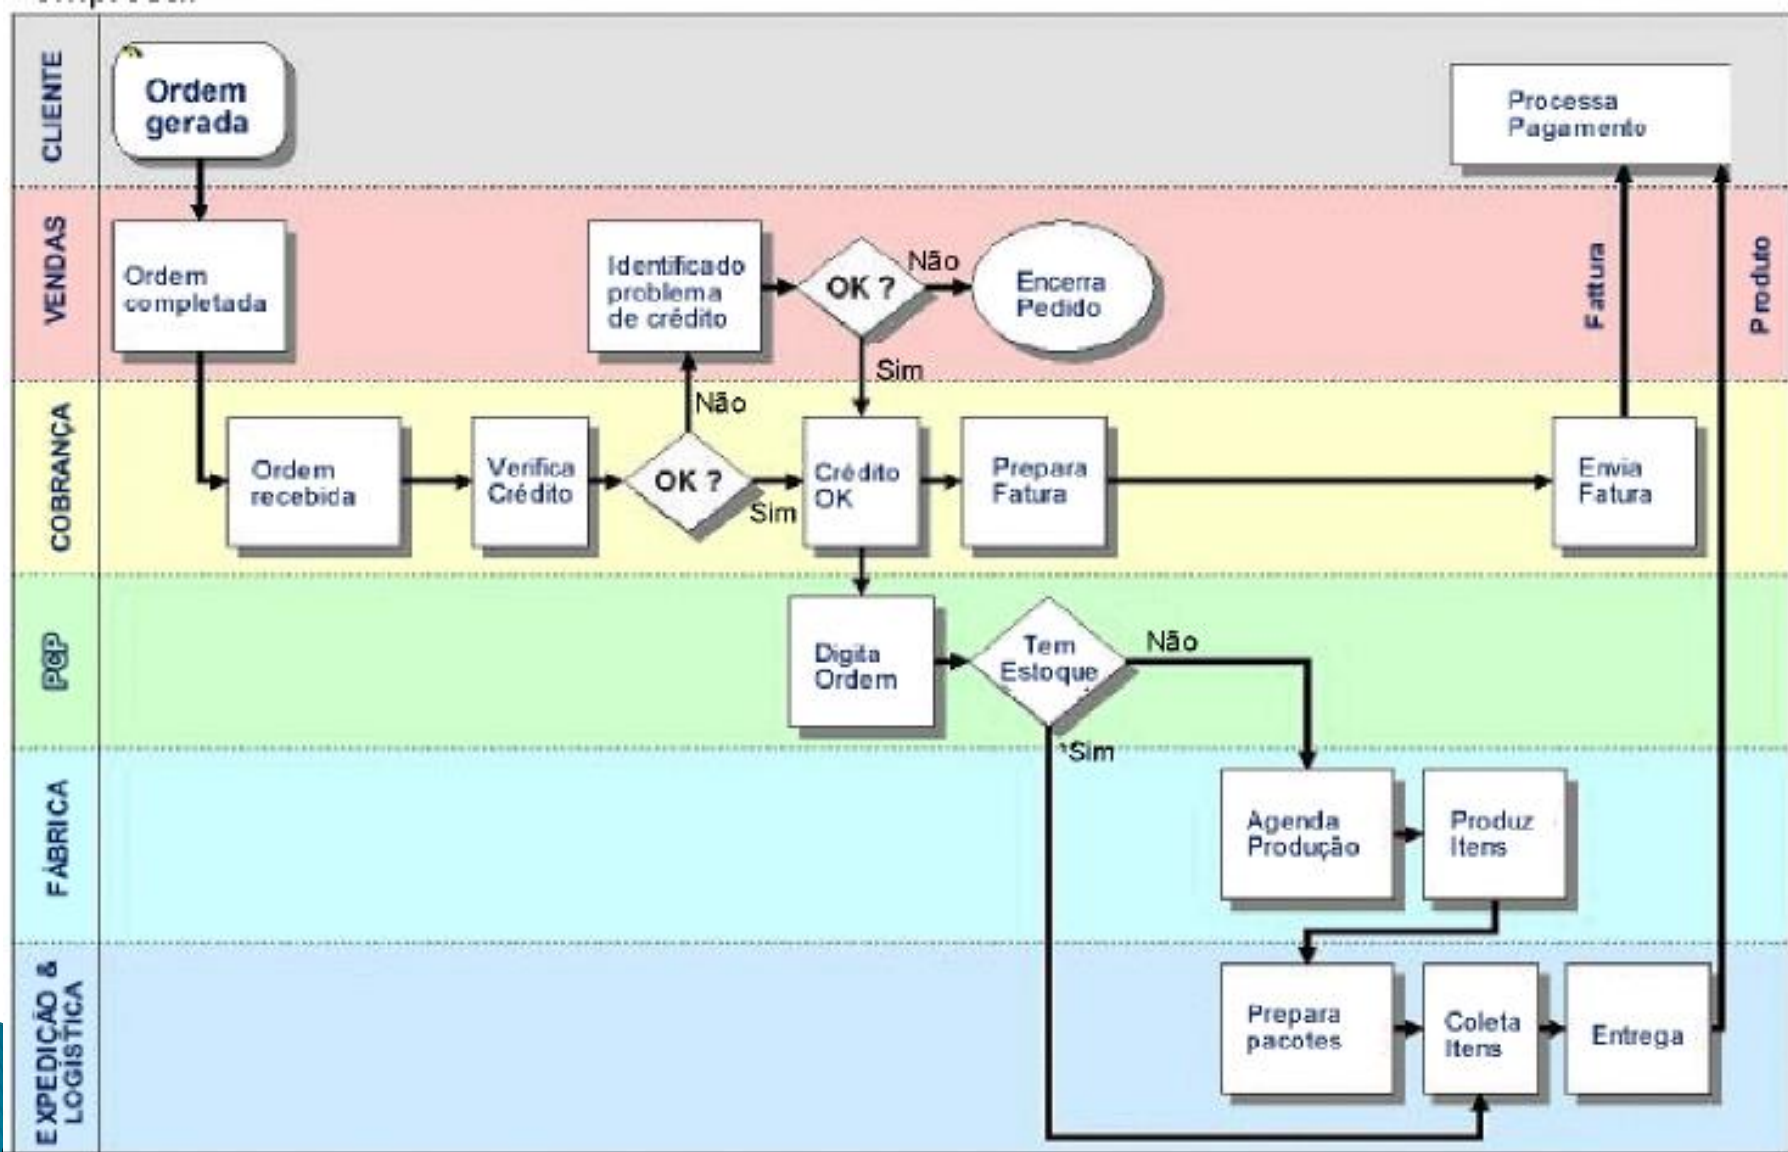 CLIENTE
Ordem
gerada
Processa
Pagamento
VENDAS
Ordem
completada
Identificado
problema
de crédito
OK ?
Não
Encerra
Pedido
Sim
Fattura
Produto
COBRANÇA
Ordem
recebida
Verifica
Crédito
Não
OK ?
Sim
Crédito
OK
Prepara
Fatura
Envia
Fatura
PCP
Digita
Ordem
Tem
Estoque
Não
Sim
FÁBRICA
Agenda
Produção
Produz
Itens
EXPEDIÇÃO &
LOGÍSTICA
Prepara
pacotes
Coleta
Itens
Entrega